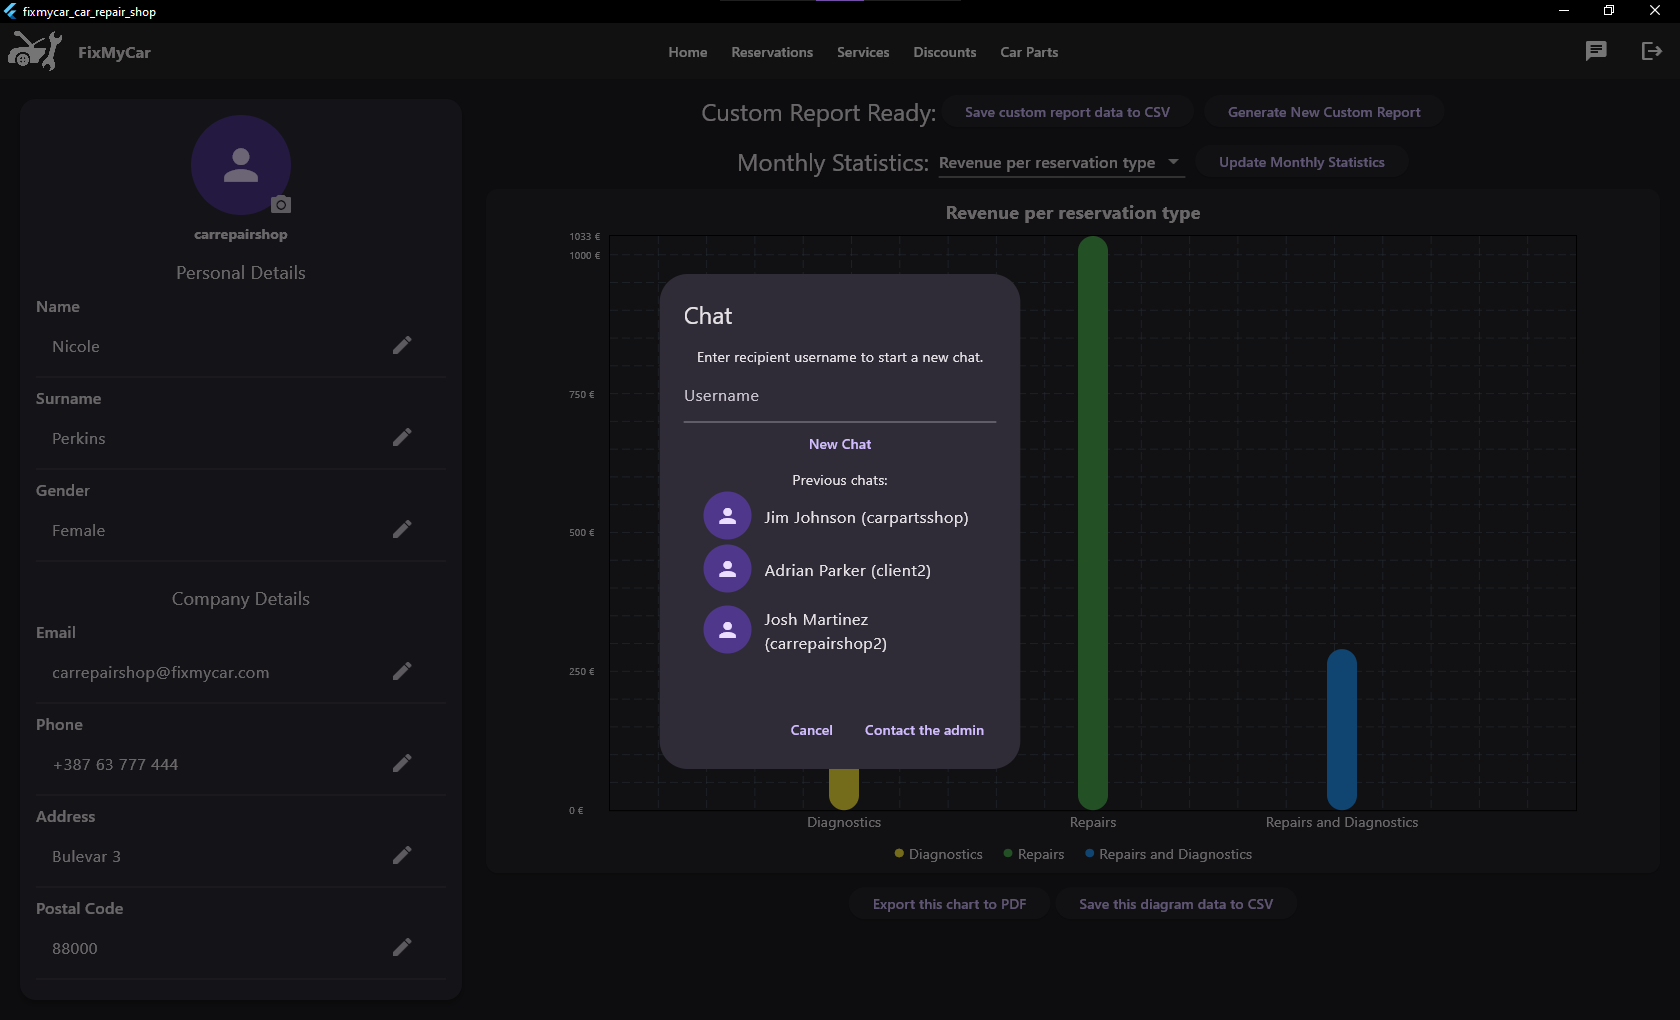 fixmycar_car_repair_shop
FixMyCar
Home
Reservations
Services
Discounts
Car Parts
carrepairshop
Personal Details
Name
Nicole
Surname
Perkins
Gender
Female
Company Details
Email
carrepairshop@fixmycar.com
Phone
+387 63 777 444
Address
Bulevar 3
Postal Code
88000
Custom Report Ready:
Save custom report data to CSV
Generate New Custom Report
Monthly Statistics:
Revenue per reservation type
Update Monthly Statistics
Revenue per reservation type
1033 €
1000 €
750 €
500 €
250 €
0 €
Chat
Enter recipient username to start a new chat.
Username
New Chat
Previous chats:
Jim Johnson (carpartsshop)
Adrian Parker (client2)
Josh Martinez
(carrepairshop2)
Cancel
Contact the admin
Diagnostics
Repairs
Repairs and Diagnostics
Diagnostics
Repairs
Repairs and Diagnostics
Export this chart to PDF
Save this diagram data to CSV